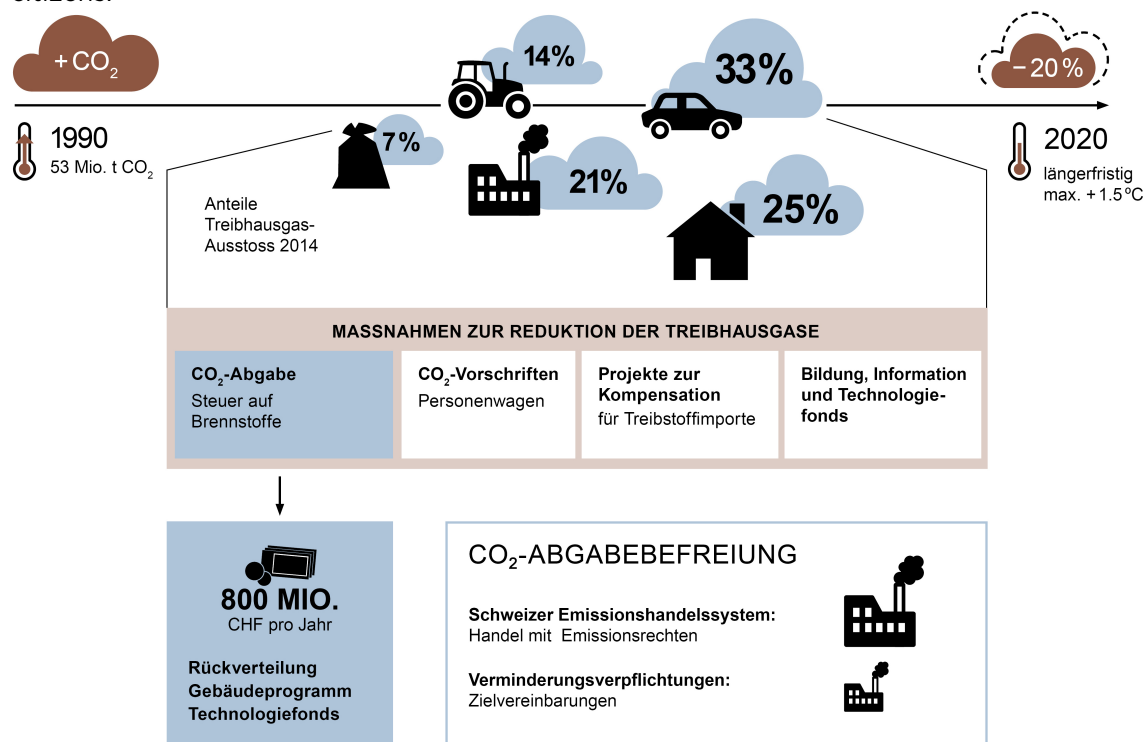 citizens.
+ CO₂
14%
33%
– 20 %
1990
53 Mio. t CO₂
7%
21%
25%
2020
längerfristig
max. + 1.5 °C
Anteile
Treibhausgas-
Ausstoss 2014
MASSNAHMEN ZUR REDUKTION DER TREIBHAUSGASE
CO₂-Abgabe
Steuer auf
Brennstoffe
CO₂-Vorschriften
Personenwagen
Projekte zur
Kompensation
für Treibstoffimporte
Bildung, Information
und Technologie-
fonds
800 MIO.
CHF pro Jahr
Rückverteilung
Gebäudeprogramm
Technologiefonds
CO₂-ABGABEBEFREIUNG
Schweizer Emissionshandelssystem:
Handel mit Emissionsrechten
Verminderungsverpflichtungen:
Zielvereinbarungen